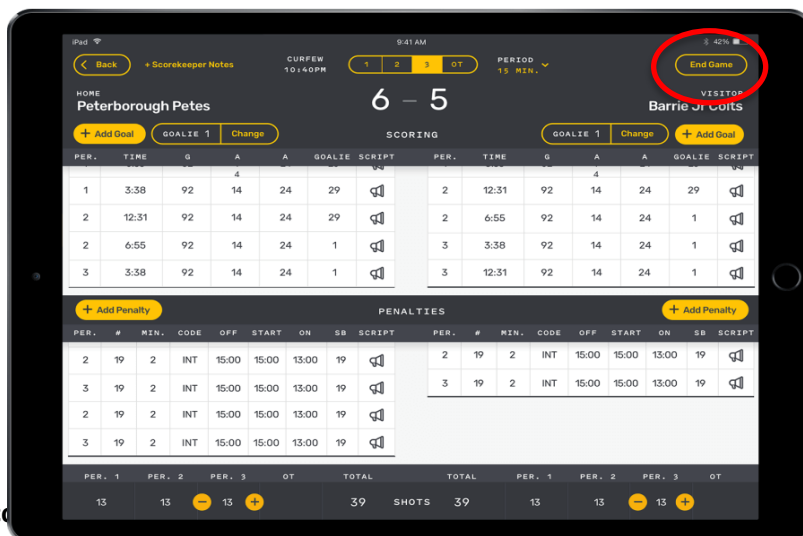 iPad 9:41 AM 42%
Back + Scorekeeper Notes CURFEW 10:40PM 1 2 3 OT PERIOD 15 MIN. End Game
HOME VISITOR
Peterborough Petes 6 – 5 Barrie Jr Colts
+ Add Goal GOALIE 1 Change SCORING GOALIE 1 Change + Add Goal
PER. TIME G A A GOALIE SCRIPT PER. TIME G A A GOALIE SCRIPT
4 4
1 3:38 92 14 24 29 2 12:31 92 14 24 29
2 12:31 92 14 24 29 2 6:55 92 14 24 1
2 6:55 92 14 24 1 3 3:38 92 14 24 1
3 3:38 92 14 24 1 3 12:31 92 14 24 1
+ Add Penalty PENALTIES + Add Penalty
PER. # MIN. CODE OFF START ON SB SCRIPT PER. # MIN. CODE OFF START ON SB SCRIPT
2 19 2 INT 15:00 15:00 13:00 19 2 19 2 INT 15:00 15:00 13:00 19
3 19 2 INT 15:00 15:00 13:00 19 3 19 2 INT 15:00 15:00 13:00 19
2 19 2 INT 15:00 15:00 13:00 19
3 19 2 INT 15:00 15:00 13:00 19
PER. 1 PER. 2 PER. 3 OT TOTAL TOTAL PER. 1 PER. 2 PER. 3 OT
13 13 − 13 + 39 SHOTS 39 13 13 − 13 +